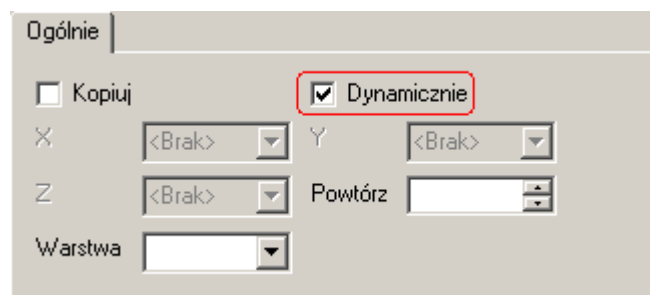 Ogólnie
Kopiuj Dynamicznie
X <Brak> Y <Brak>
Z <Brak> Powtórz
Warstwa